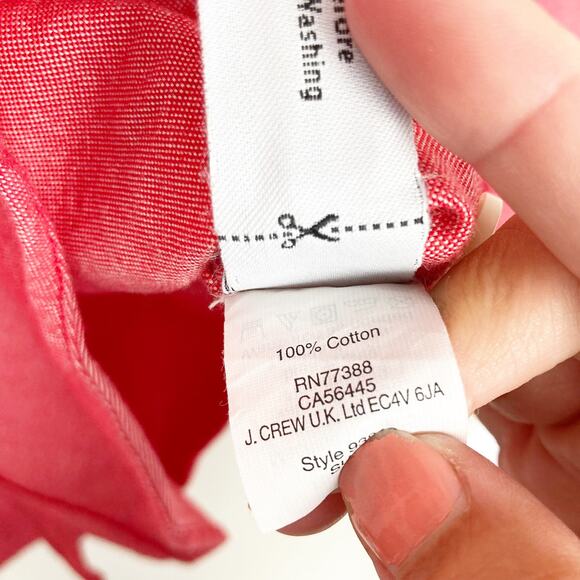 Washing
100% Cotton
RN77388
CA56445
J. CREW U.K. Ltd EC4V 6JA
Style